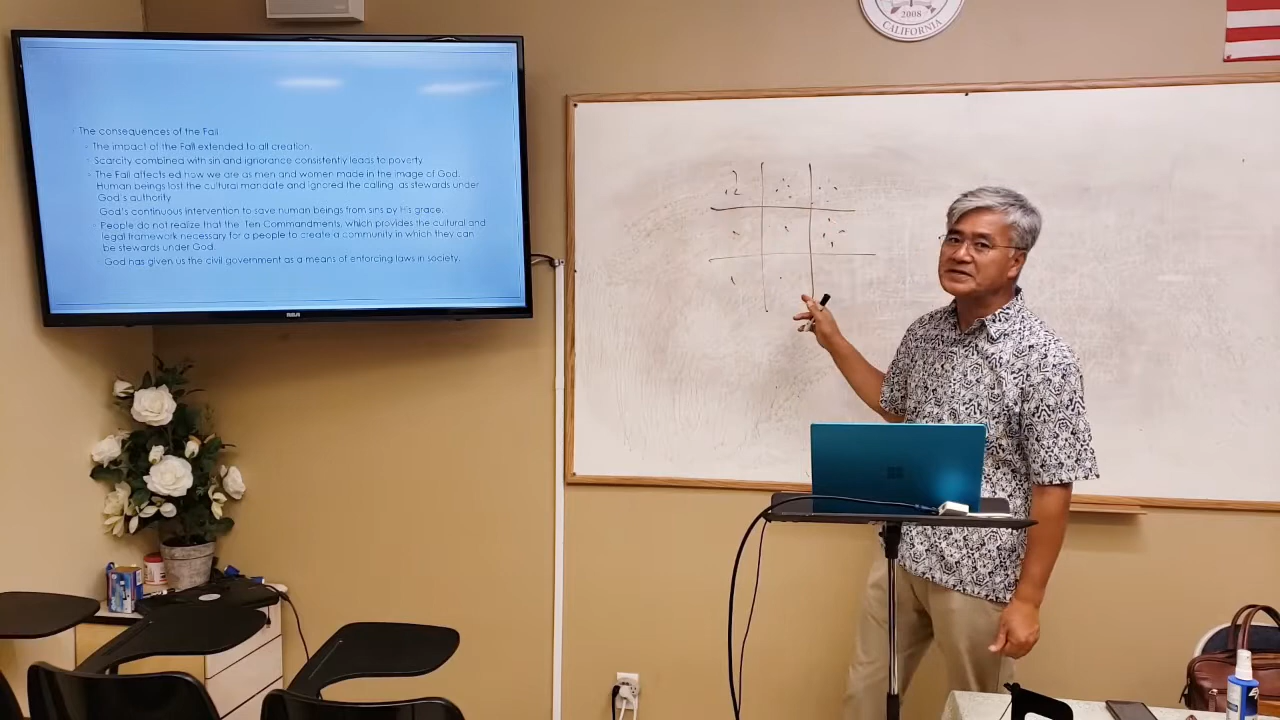 2008
CALIFORNIA
The consequences of the Fall
The impact of the Fall extended to all creation.
Scarcity combined with sin and ignorance consistently leads to poverty
The Fall affects ed how we are as men and women made in the image of God.
Human beings lost the cultural mandate and ignored the calling as stewards under
God's authority
God's continuous intervention to save human beings from sins by His grace.
People do not realize that the Ten Commandments, which provides the cultural and
legal framework necessary for a people to create a community in which they can
be stewards under God.
God has given us the civil government as a means of enforcing laws in society.
RCA